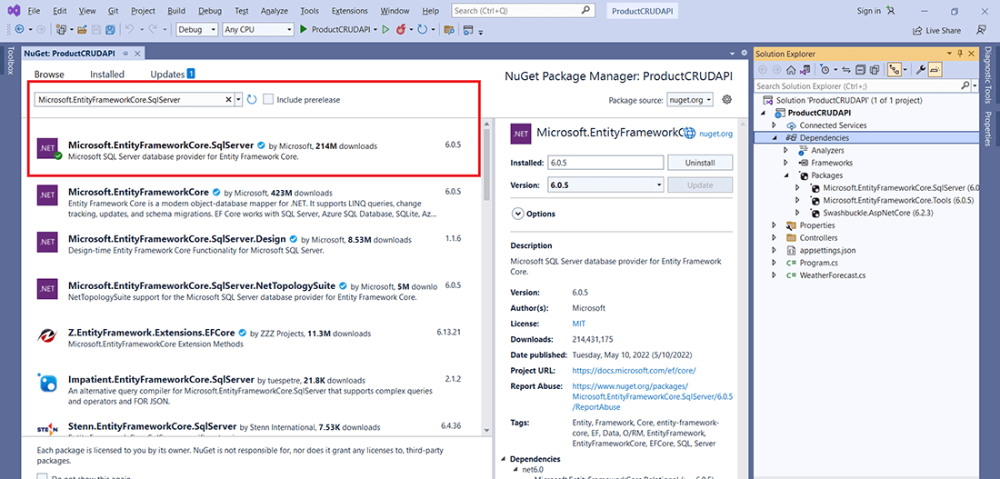 File Edit View Git Project Build Debug Test Analyze Tools Extensions Window Help Search (Ctrl+Q) ProductCRUDAPI Sign in
Debug Any CPU ProductCRUDAPI Live Share
Toolbox
NuGet: ProductCRUDAPI
Browse Installed Updates 1
NuGet Package Manager: ProductCRUDAPI
Microsoft.EntityFrameworkCore.SqlServer Include prerelease
Package source: nuget.org
.NET
Microsoft.EntityFrameworkCore.SqlServer by Microsoft, 214M downloads 6.0.5
Microsoft SQL Server database provider for Entity Framework Core.
.NET
Microsoft.EntityFrameworkCore by Microsoft, 423M downloads 6.0.5
Entity Framework Core is a modern object-database mapper for .NET. It supports LINQ queries, change
tracking, updates, and schema migrations. EF Core works with SQL Server, Azure SQL Database, SQLite, Az...
.NET
Microsoft.EntityFrameworkCore.SqlServer.Design by Microsoft, 8.53M downloads 1.1.6
Design-time Entity Framework Core Functionality for Microsoft SQL Server.
.NET
Microsoft.EntityFrameworkCore.SqlServer.NetTopologySuite by Microsoft, 5M downlo 6.0.5
NetTopologySuite support for the Microsoft SQL Server database provider for Entity Framework Core.
Z.EntityFramework.Extensions.EFCore by ZZZ Projects, 11.3M downloads 6.13.21
Microsoft.EntityFrameworkCore Extension Methods
Impatient.EntityFrameworkCore.SqlServer by tuespetre, 21.8K downloads 2.1.2
An alternative query compiler for Microsoft.EntityFrameworkCore.SqlServer that supports complex queries
and operators and FOR JSON.
Stenn.EntityFrameworkCore.SqlServer by Stenn International, 7.53K downloads 6.4.36
Each package is licensed to you by its owner. NuGet is not responsible for, nor does it grant any licenses to, third-party
packages.
Do not show this again
.NET
Microsoft.EntityFrameworkC nuget.org
Installed: 6.0.5 Uninstall
Version: 6.0.5 Update
Options
Description
Microsoft SQL Server database provider for Entity Framework
Core.
Version: 6.0.5
Author(s): Microsoft
License: MIT
Downloads: 214,431,175
Date published: Tuesday, May 10, 2022 (5/10/2022)
Project URL: https://docs.microsoft.com/ef/core/
Report Abuse: https://www.nuget.org/packages/
Microsoft.EntityFrameworkCore.SqlServer/6.0.5
/ReportAbuse
Tags: Entity, Framework, Core, entity-framework-
core, EF, Data, O/RM, EntityFramework,
EntityFrameworkCore, EFCore, SQL, Server
Dependencies
net6.0
Solution Explorer
Search Solution Explorer (Ctrl+;)
Solution 'ProductCRUDAPI' (1 of 1 project)
ProductCRUDAPI
Connected Services
Dependencies
Analyzers
Frameworks
Packages
Microsoft.EntityFrameworkCore.SqlServer (6.0
Microsoft.EntityFrameworkCore.Tools (6.0.5)
Swashbuckle.AspNetCore (6.2.3)
Properties
Controllers
appsettings.json
C# Program.cs
C# WeatherForecast.cs
Diagnostic Tools
Properties